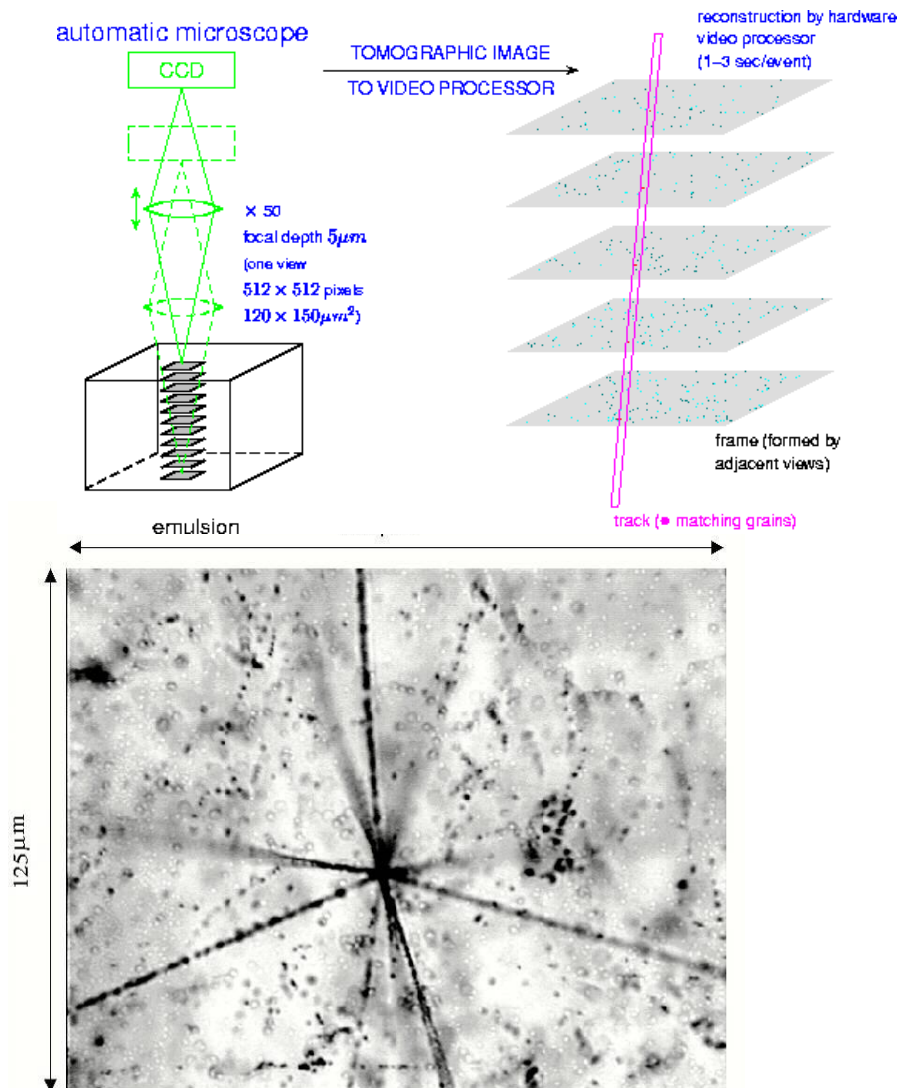 automatic microscope
CCD
× 50
focal depth 5μm
(one view
512 × 512 pixels
120 × 150μm²)
emulsion
TOMOGRAPHIC IMAGE
TO VIDEO PROCESSOR
reconstruction by hardware
video processor
(1–3 sec/event)
frame (formed by
adjacent views)
track (● matching grains)
125μm